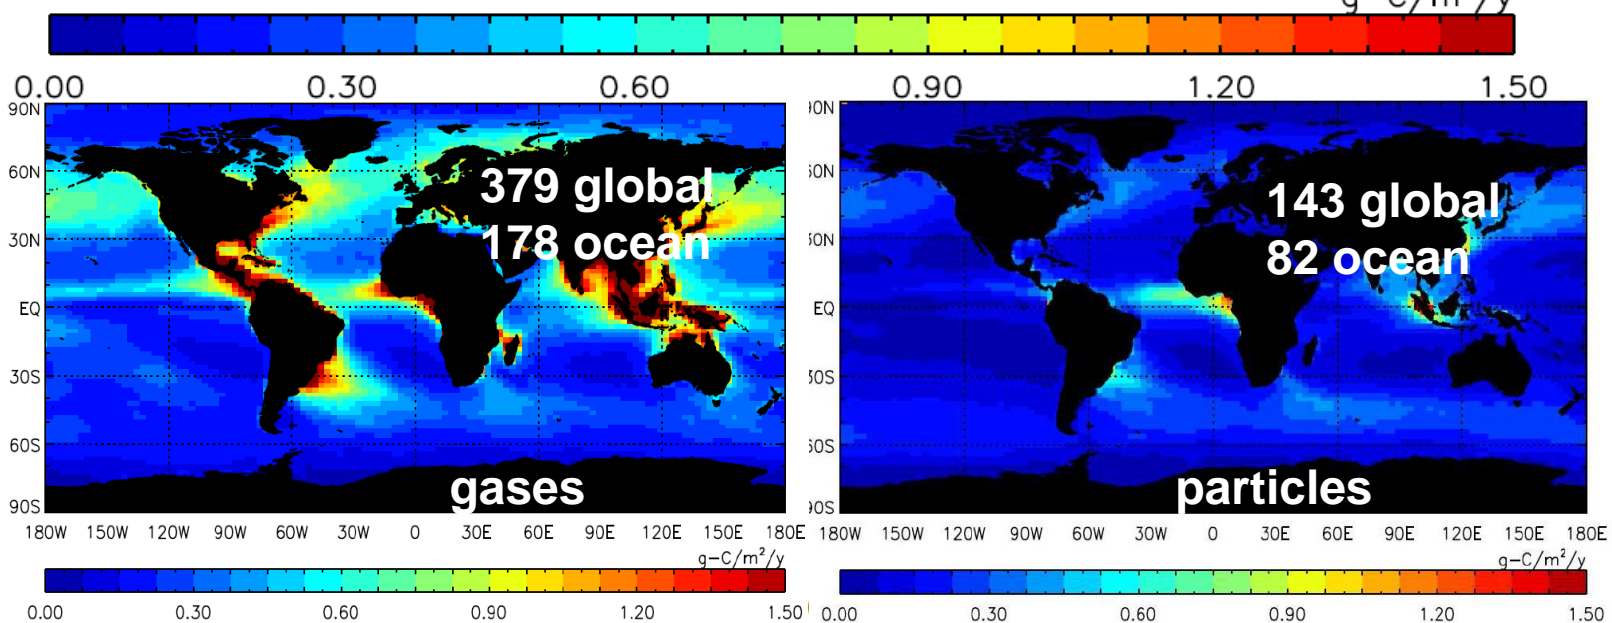 g-C/m²/y
0.00 0.30 0.60 0.90 1.20 1.50
90N
60N
30N
EQ
30S
60S
90S
379 global
178 ocean
gases
180W 150W 120W 90W 60W 30W 0 30E 60E 90E 120E 150E 180E
g-C/m²/y
0.00 0.30 0.60 0.90 1.20 1.50
143 global
82 ocean
particles
180W 150W 120W 90W 60W 30W 0 30E 60E 90E 120E 150E 180E
g-C/m²/y
0.00 0.30 0.60 0.90 1.20 1.50